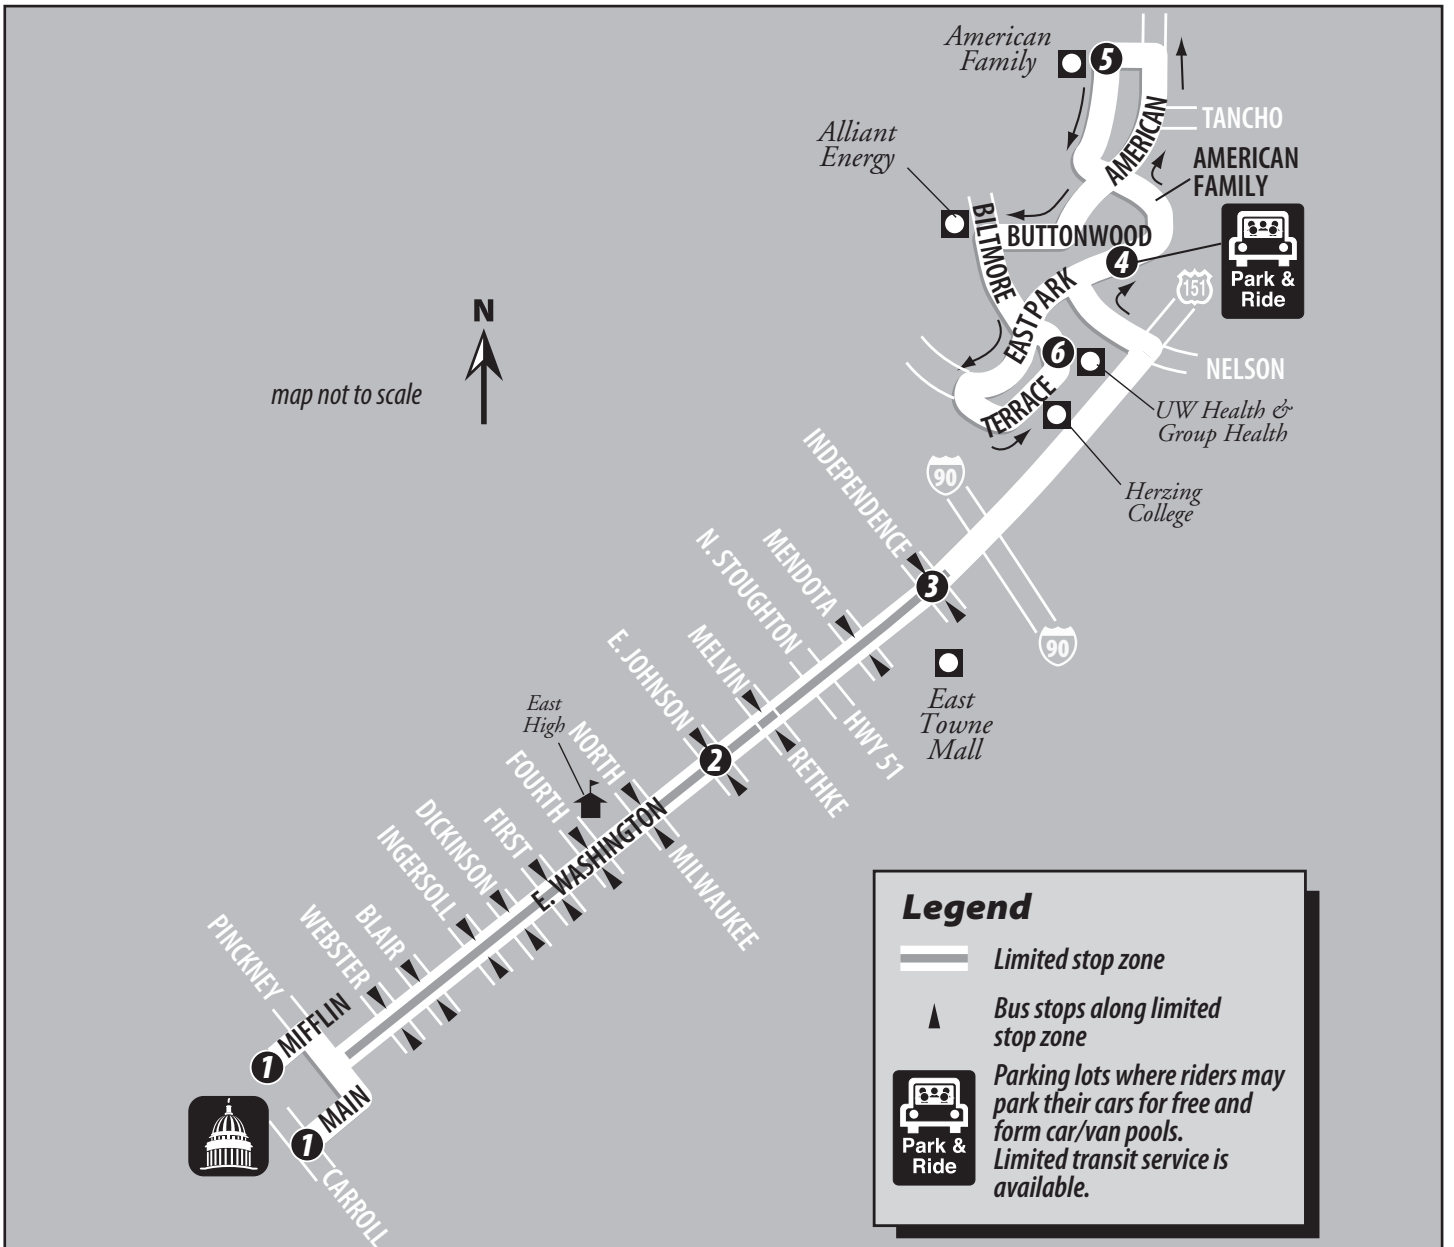 American
Family
5
TANCHO
AMERICAN
AMERICAN
FAMILY
Alliant
Energy
BILTMORE
BUTTONWOOD
4
Park &
Ride
EASTPARK
151
N
map not to scale
6
NELSON
TERRACE
UW Health &
Group Health
Herzing
College
INDEPENDENCE
90
N. STOUGHTON
MENDOTA
3
90
E. JOHNSON
MELVIN
East
Towne
Mall
East
High
NORTH
FOURTH
2
HWY 51
RETHKE
DICKINSON
FIRST
INGERSOLL
E. WASHINGTON
MILWAUKEE
PINCKNEY
WEBSTER
BLAIR
MIFFLIN
1
MAIN
1
CARROLL
Legend
Limited stop zone
Bus stops along limited
stop zone
Park &
Ride
Parking lots where riders may
park their cars for free and
form car/van pools.
Limited transit service is
available.